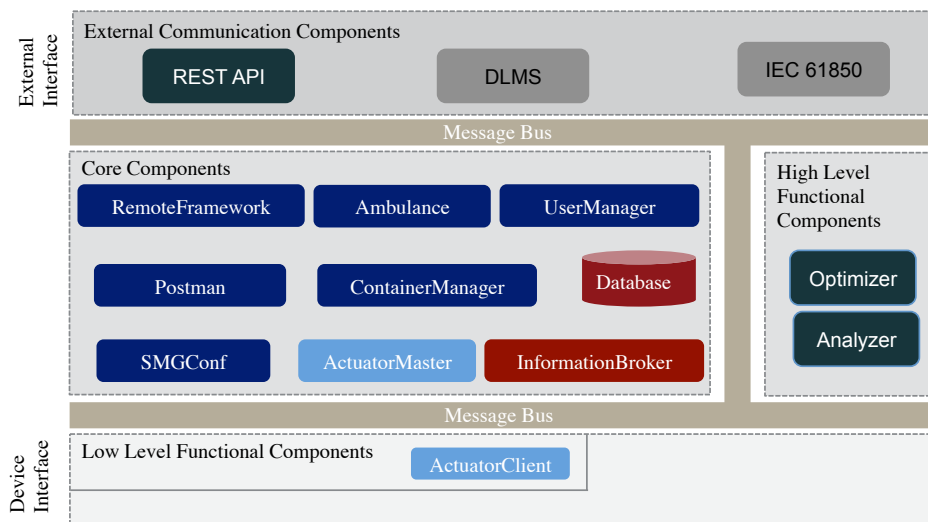 External
Interface
External Communication Components
REST API
DLMS
IEC 61850
Message Bus
Core Components
RemoteFramework
Ambulance
UserManager
Postman
ContainerManager
Database
SMGConf
ActuatorMaster
InformationBroker
High Level
Functional
Components
Optimizer
Analyzer
Message Bus
Device
Interface
Low Level Functional Components
ActuatorClient